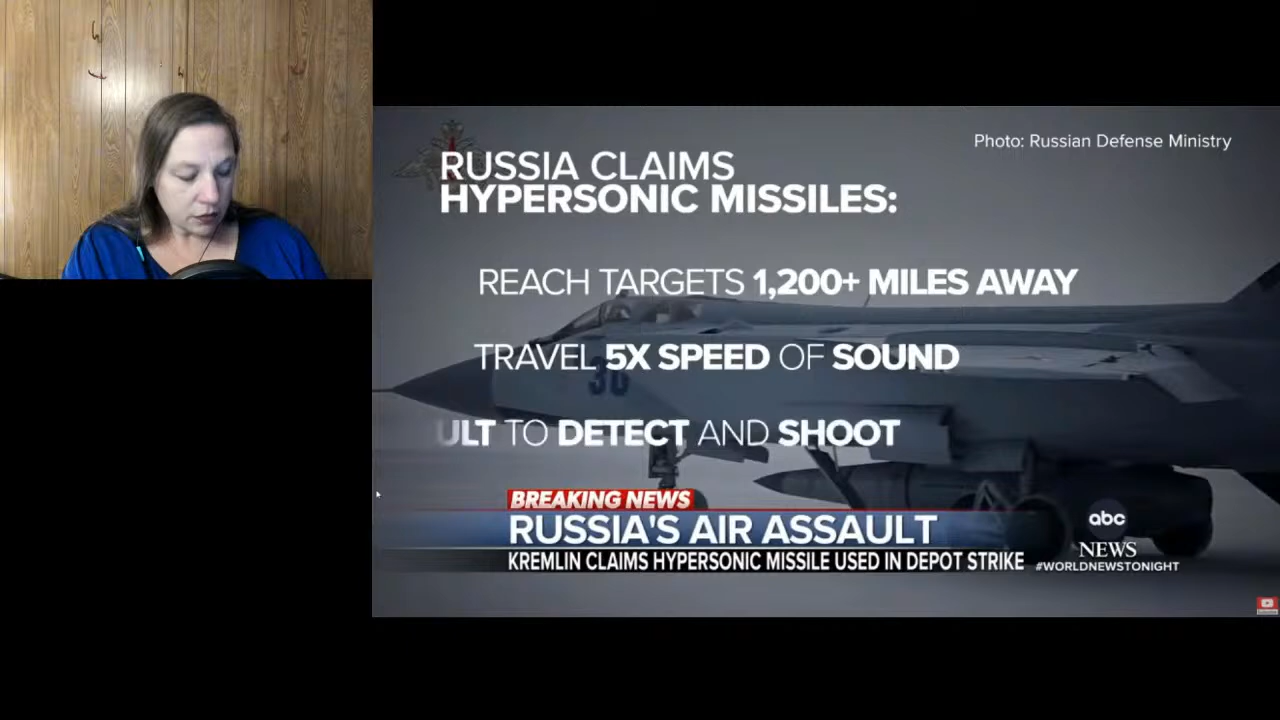 Photo: Russian Defense Ministry
RUSSIA CLAIMS
HYPERSONIC MISSILES:
REACH TARGETS 1,200+ MILES AWAY
TRAVEL 5X SPEED OF SOUND
ULT TO DETECT AND SHOOT
36
BREAKING NEWS
RUSSIA'S AIR ASSAULT
KREMLIN CLAIMS HYPERSONIC MISSILE USED IN DEPOT STRIKE
abc
NEWS
#WORLDNEWSTONIGHT